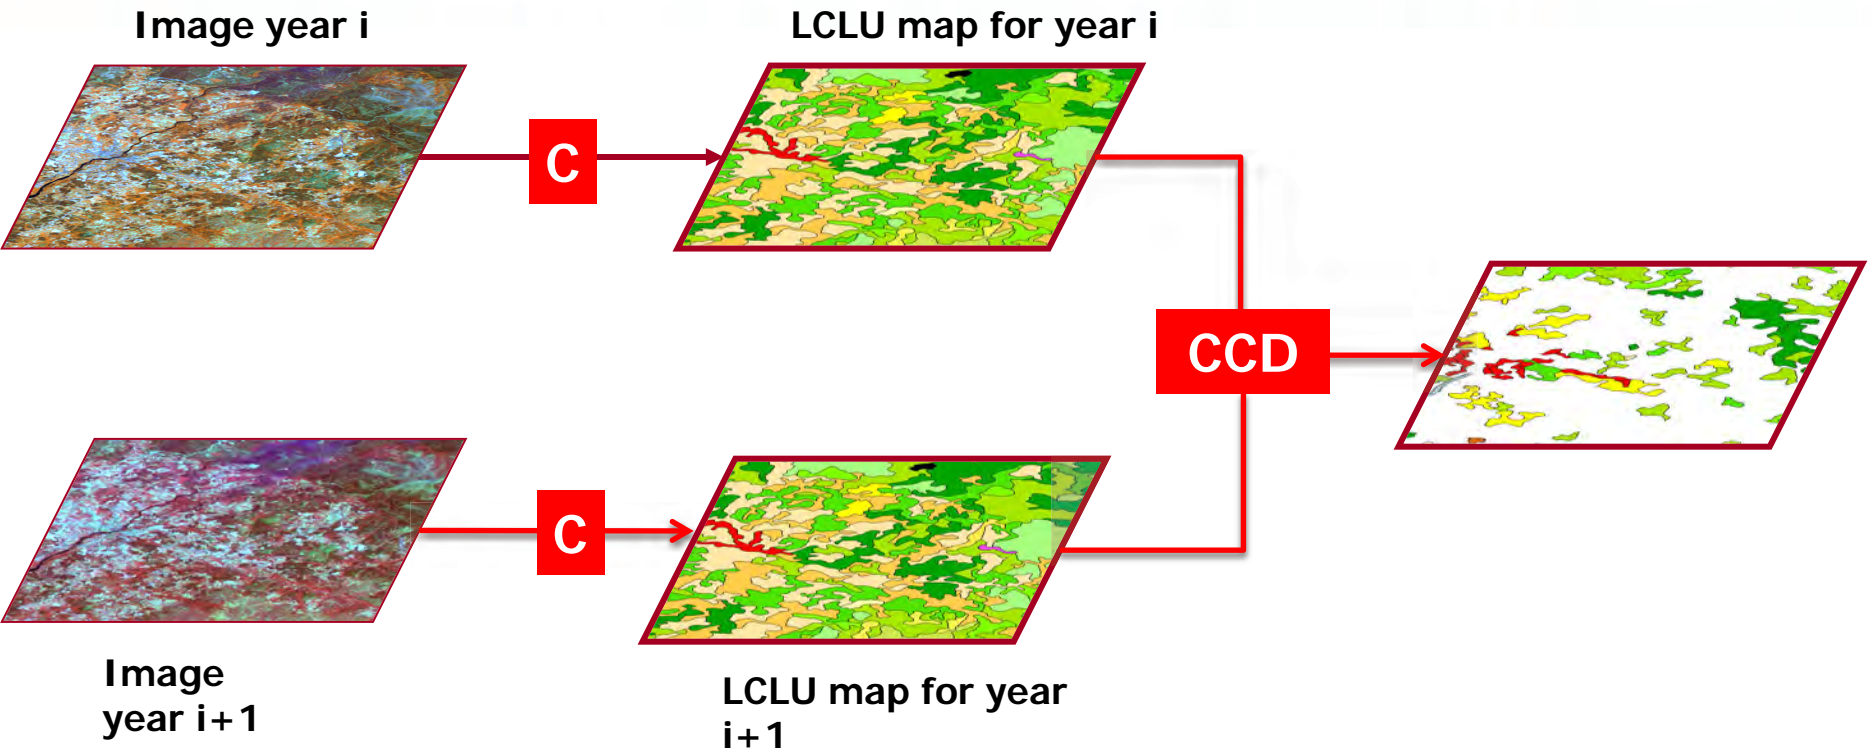 Image year i
LCLU map for year i
C
CCD
C
Image
year i+1
LCLU map for year
i+1